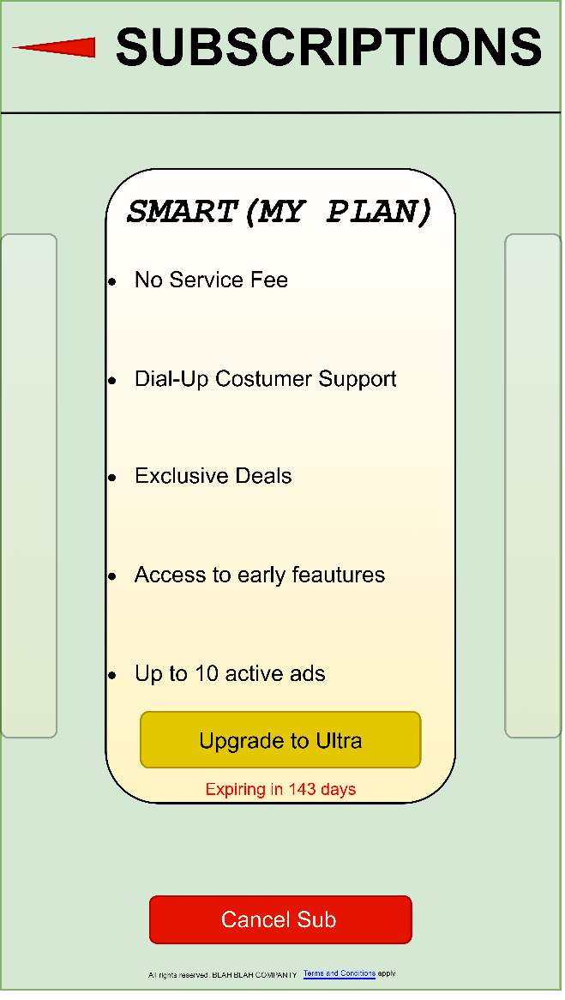 SUBSCRIPTIONS
SMART(MY PLAN)
No Service Fee
Dial-Up Costumer Support
Exclusive Deals
Access to early feautures
Up to 10 active ads
Upgrade to Ultra
Expiring in 143 days
Cancel Sub
All rights reserved. BLAH BLAH COMPANTY Terms and Conditions apply